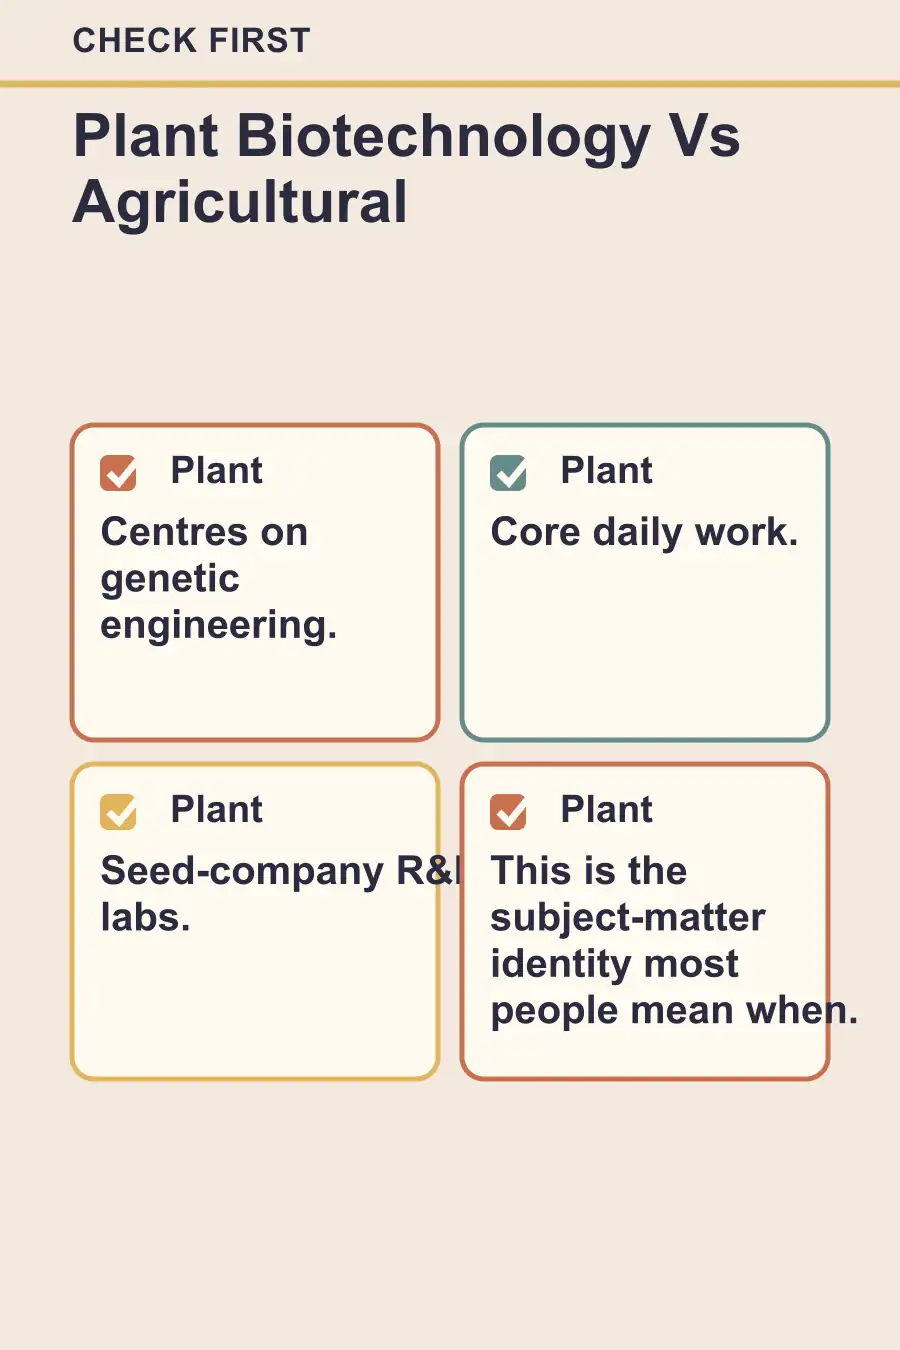 CHECK FIRST
Plant Biotechnology Vs
Agricultural
Plant
Centres on
genetic
engineering.
Plant
Core daily work.
Plant
Seed-company
labs.
Plant
This is the
subject-matter
identity most
people mean when.